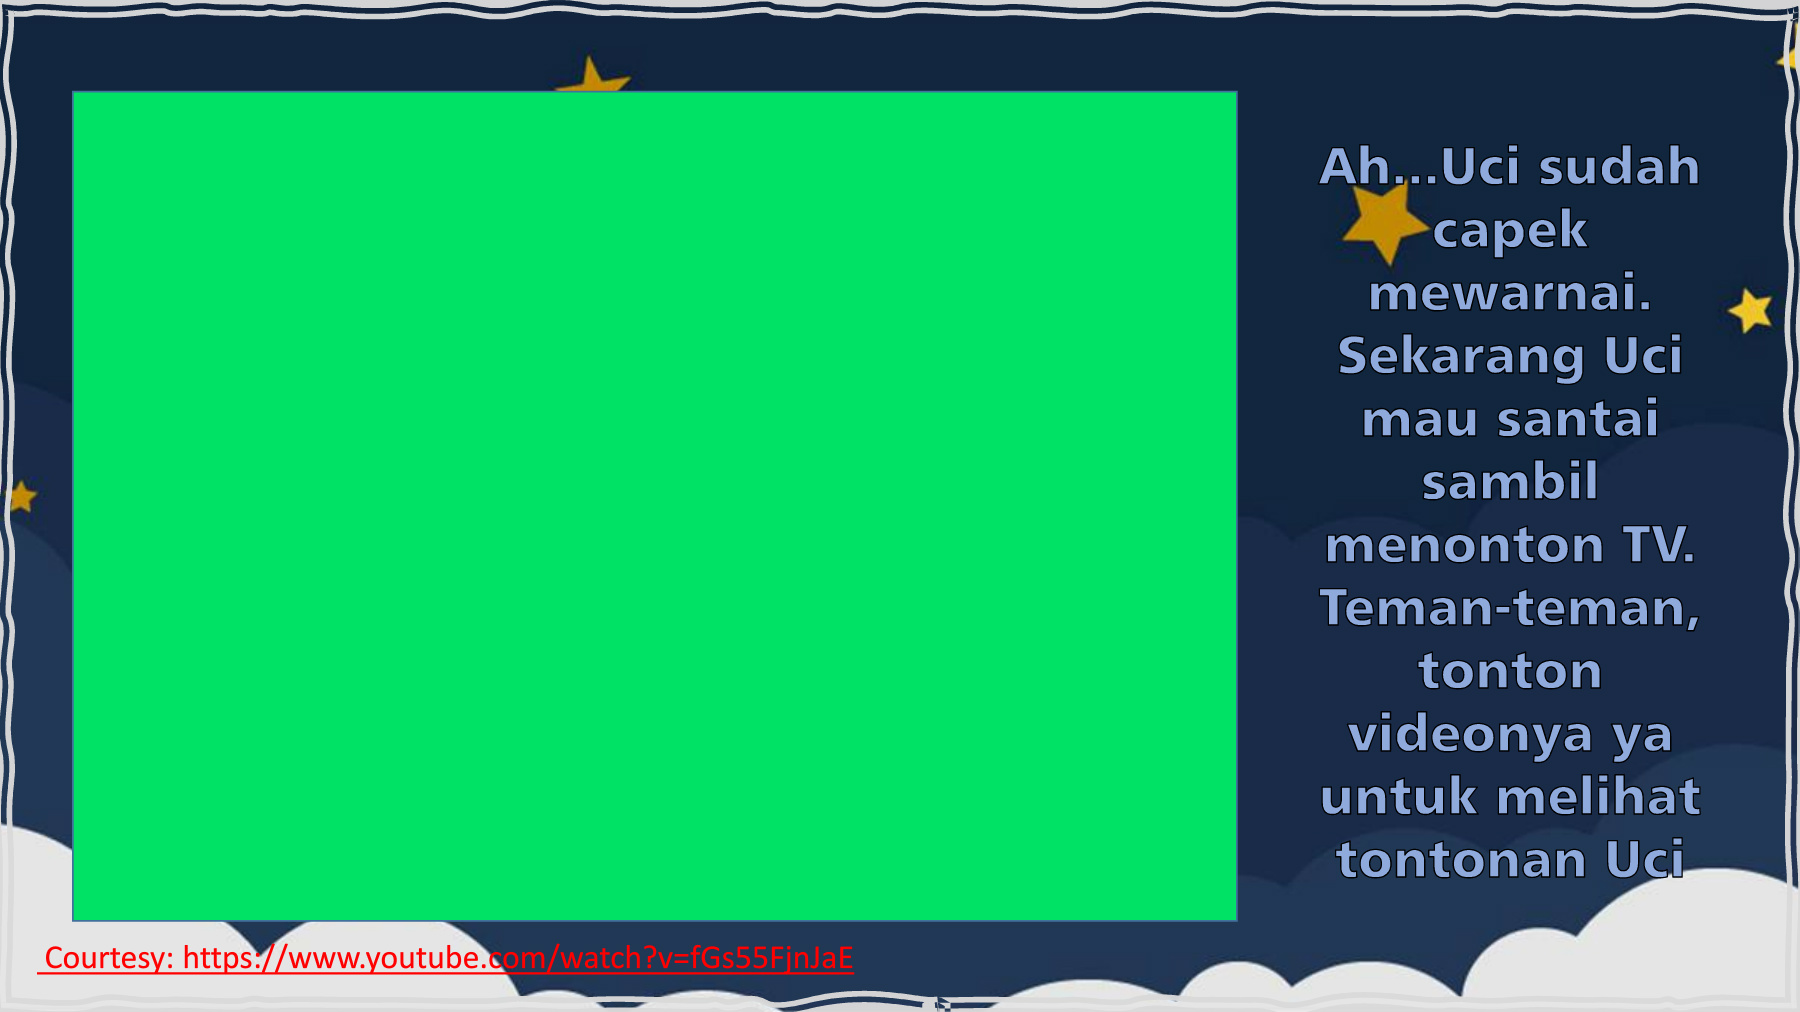 Ah...Uci sudah
capek
mewarnai.
Sekarang Uci
mau santai
sambil
menonton TV.
Teman-teman,
tonton
videonya ya
untuk melihat
tontonan Uci
Courtesy: https://www.youtube.com/watch?v=fGs55FjnJaE